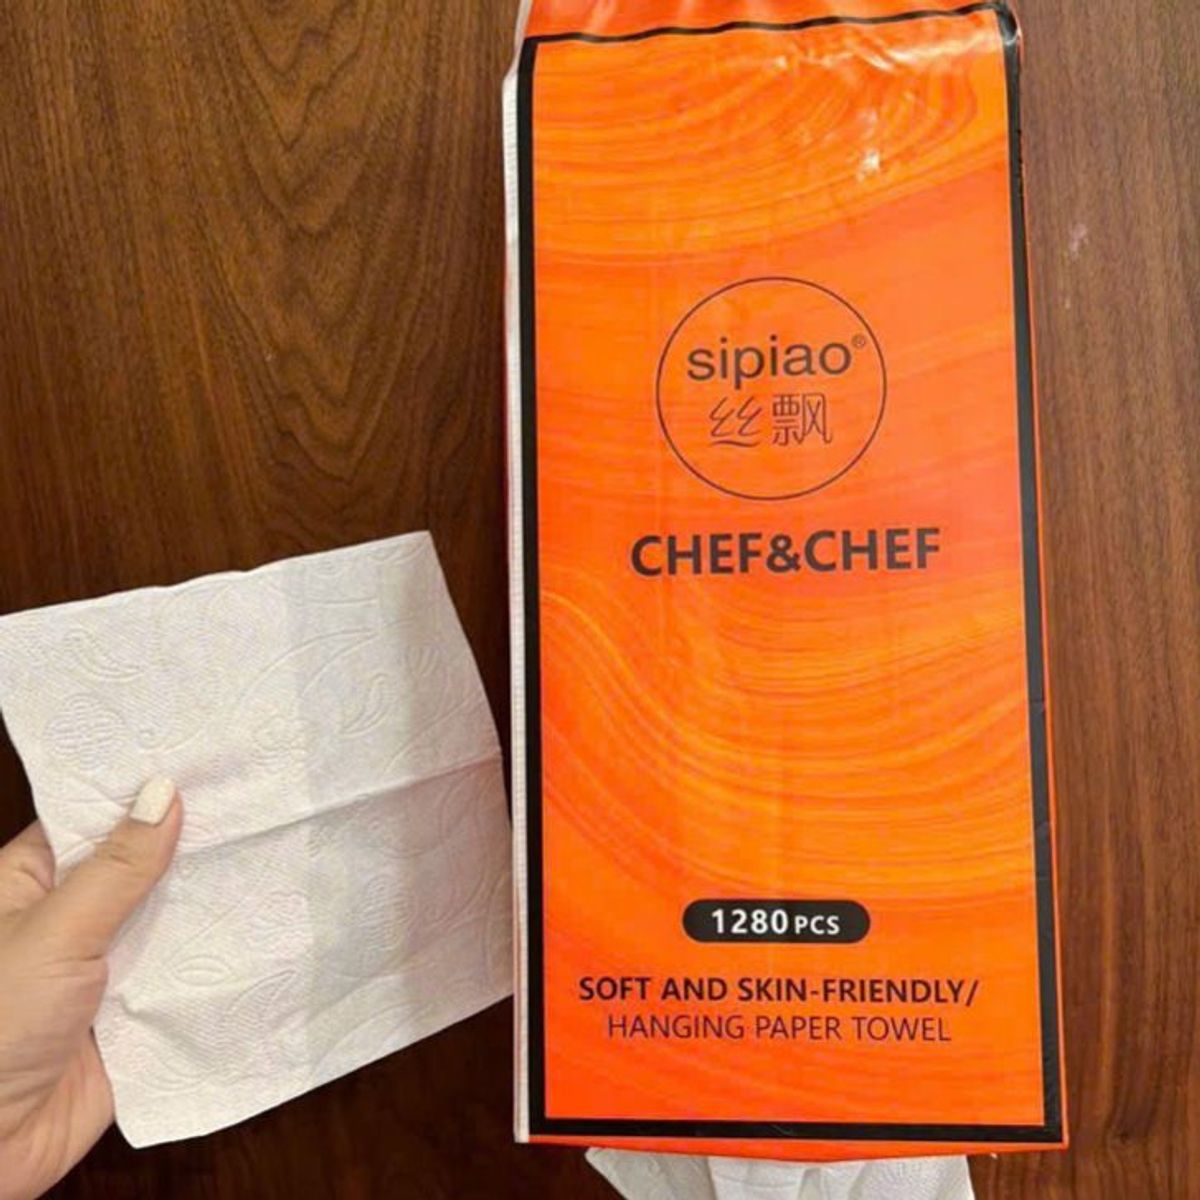 sipiao®
丝飘
CHEF&CHEF
1280PCS
SOFT AND SKIN-FRIENDLY/
HANGING PAPER TOWEL